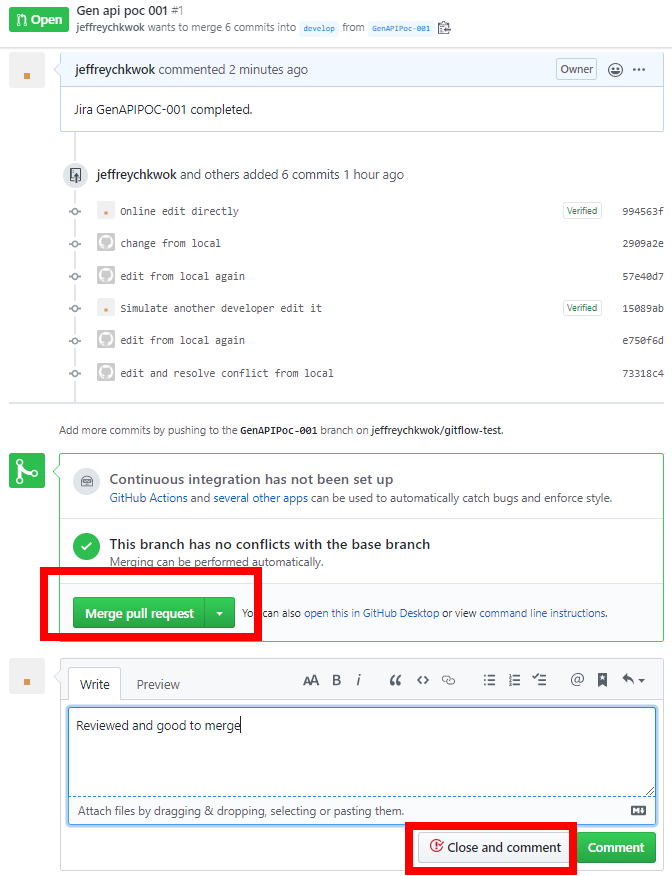 Open
Gen api poc 001 #1
jeffreychkwok wants to merge 6 commits into develop from GenAPIPoc-001
jeffreychkwok commented 2 minutes ago
Owner
Jira GenAPIPOC-001 completed.
jeffreychkwok and others added 6 commits 1 hour ago
Online edit directly Verified 994563f
change from local 2909a2e
edit from local again 57e40d7
Simulate another developer edit it Verified 15089ab
edit from local again e750f6d
edit and resolve conflict from local 73318c4
Add more commits by pushing to the GenAPIPoc-001 branch on jeffreychkwok/gitflow-test.
Continuous integration has not been set up
GitHub Actions and several other apps can be used to automatically catch bugs and enforce style.
This branch has no conflicts with the base branch
Merging can be performed automatically.
Merge pull request You can also open this in GitHub Desktop or view command line instructions.
Write Preview AA B i @
Reviewed and good to merge
Attach files by dragging & dropping, selecting or pasting them.
Close and comment Comment